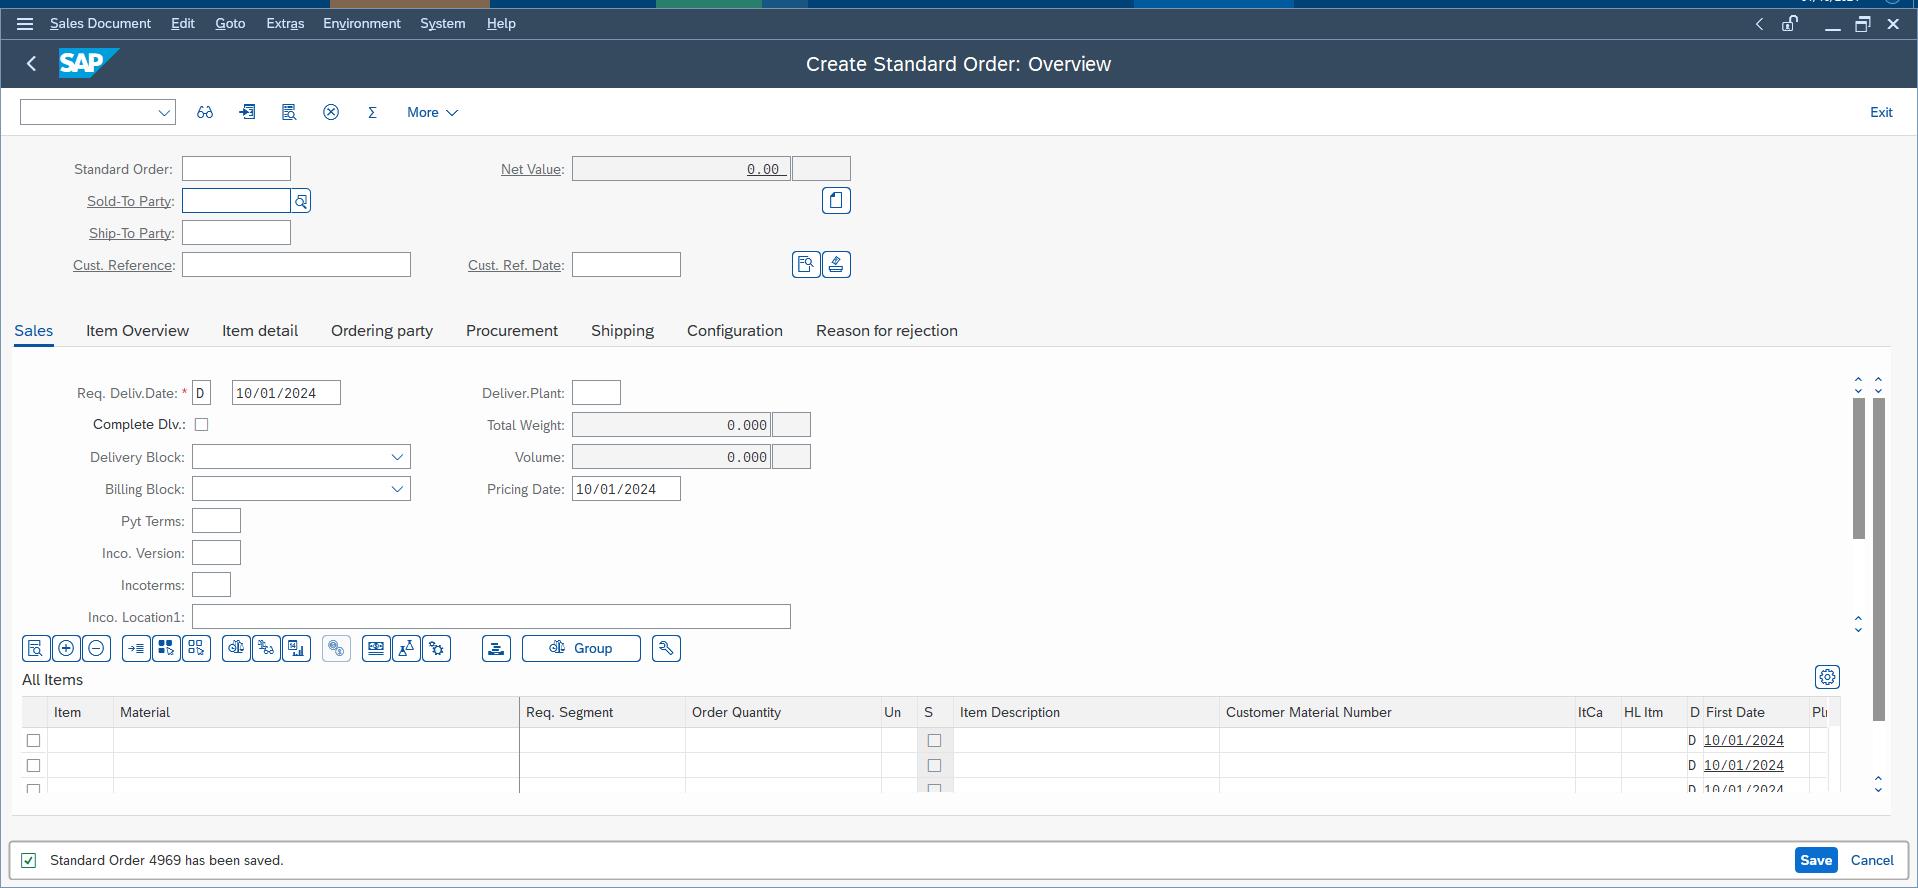 Sales Document Edit Goto Extras Environment System Help
SAP Create Standard Order: Overview
More Exit
Standard Order: Net Value: 0.00
Sold-To Party:
Ship-To Party:
Cust. Reference: Cust. Ref. Date:
Sales Item Overview Item detail Ordering party Procurement Shipping Configuration Reason for rejection
Req. Deliv.Date: * D 10/01/2024 Deliver.Plant:
Complete Dlv.: Total Weight: 0.000
Delivery Block: Volume: 0.000
Billing Block: Pricing Date: 10/01/2024
Pyt Terms:
Inco. Version:
Incoterms:
Inco. Location1:
Group
All Items
Item Material Req. Segment Order Quantity Un S Item Description Customer Material Number ItCa HL Itm D First Date
D 10/01/2024
D 10/01/2024
D 10/01/2024
Standard Order 4969 has been saved. Save Cancel